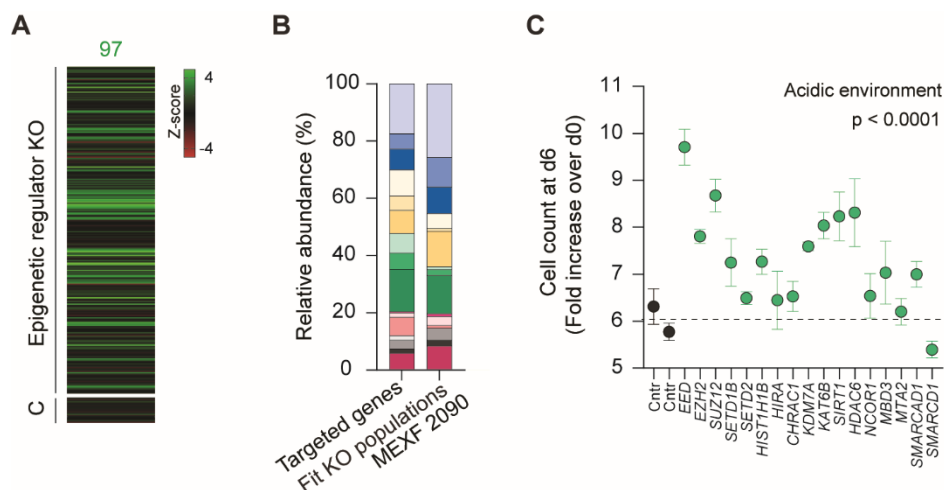 A
97
Epigenetic regulator KO
C
4
Z-score
-4
B
100
80
60
40
20
0
Relative abundance (%)
Targeted genes
Fit KO populations
MEXF 2090
C
11
10
9
8
7
6
5
Cell count at d6
(Fold increase over d0)
Acidic environment
p < 0.0001
Cntr
Cntr
EED
EZH2
SUZ12
SETD1B
SETD2
HIST1H1B
HIRA
CHRAC1
KDM7A
KAT6B
SIRT1
HDAC6
NCOR1
MBD3
MTA2
SMARCAD1
SMARCD1